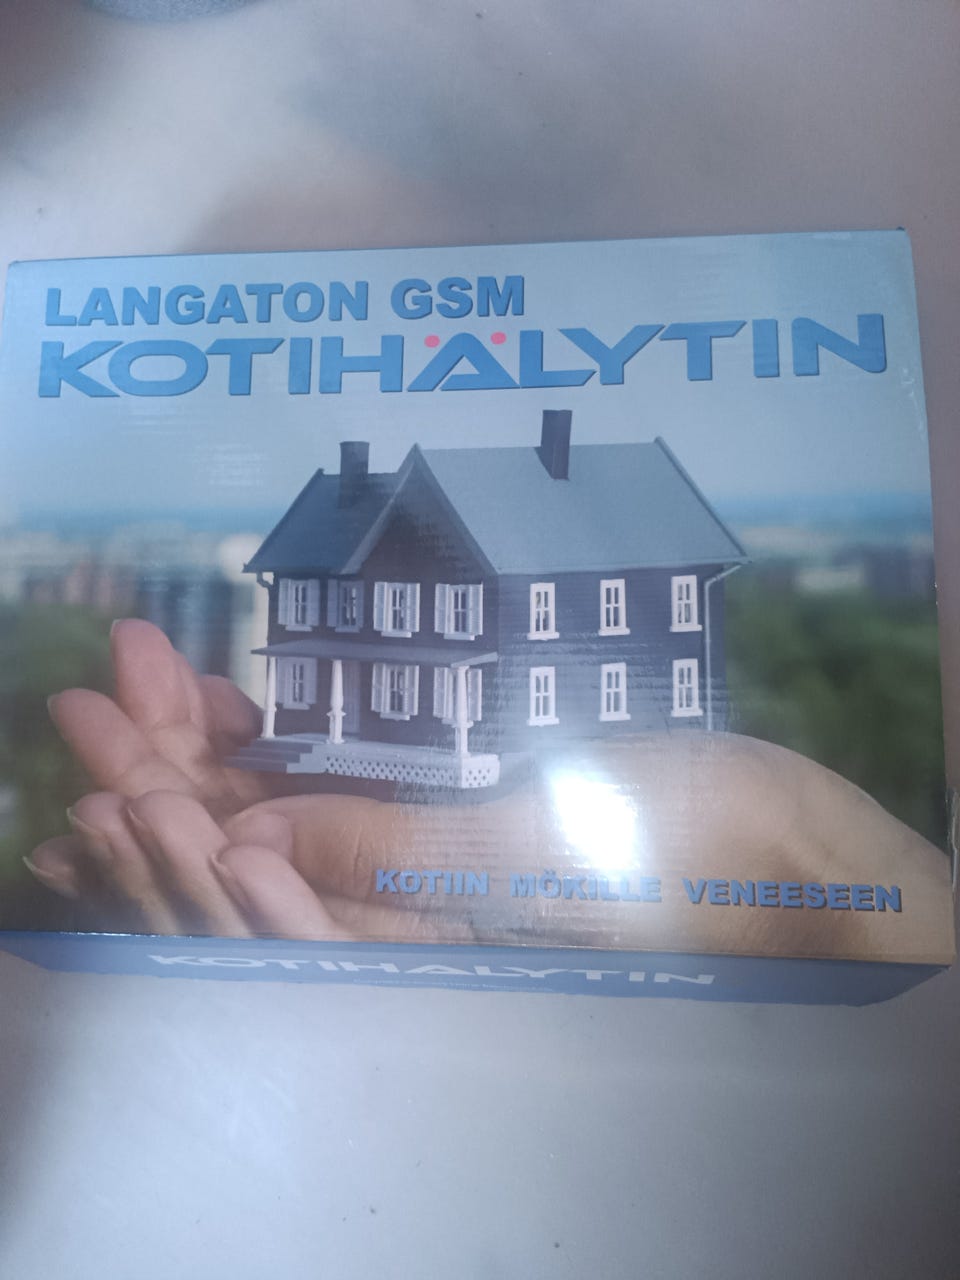 LANGATON GSM
KOTIHÄLYTIN
KOTIIN MÖKILLE VENEESEEN
KOTIHÄLYTIN